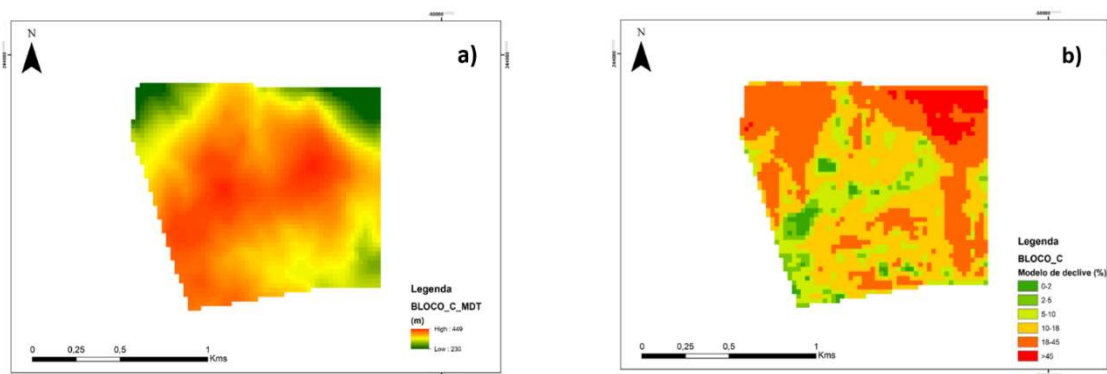 N
a)
Legenda
BLOCO_C_MDT
(m)
High : 449
Low : 230
0 0,25 0,5 1
Kms
N
b)
Legenda
BLOCO_C
Modelo de declive (%)
0-2
2-5
5-10
10-18
18-45
>45
0 0,25 0,5 1
Kms